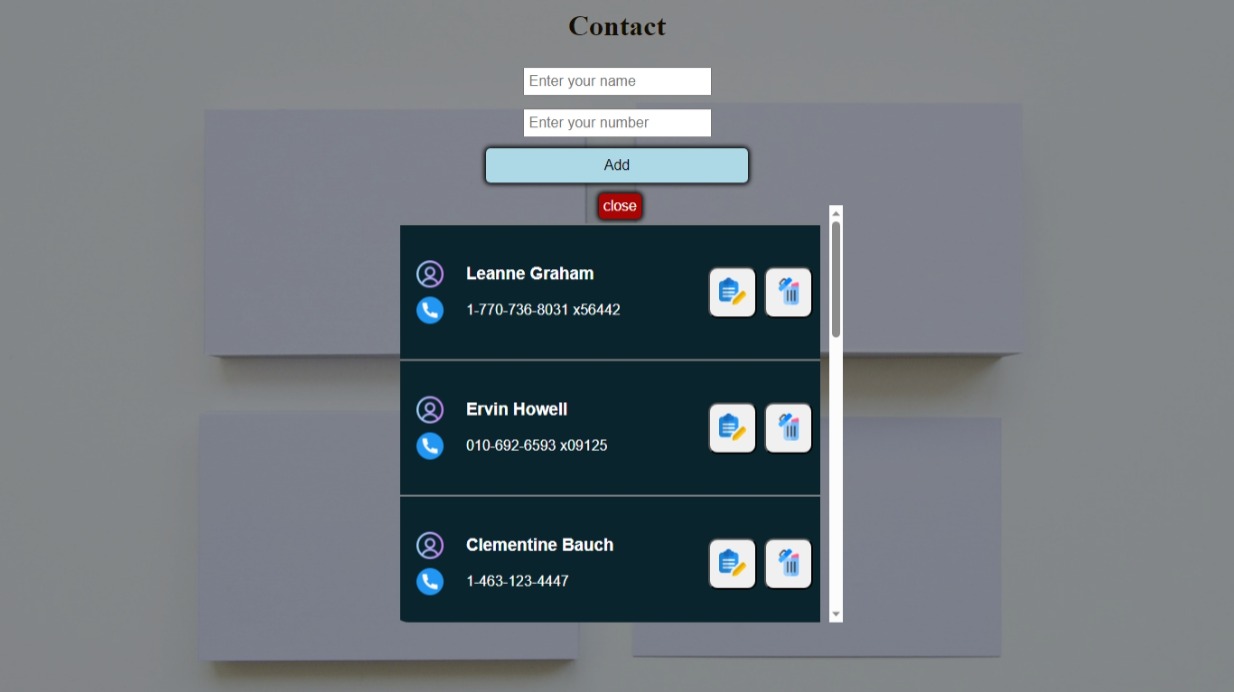 Contact
Enter your name
Enter your number
Add
close
Leanne Graham
1-770-736-8031 x56442
Ervin Howell
010-692-6593 x09125
Clementine Bauch
1-463-123-4447